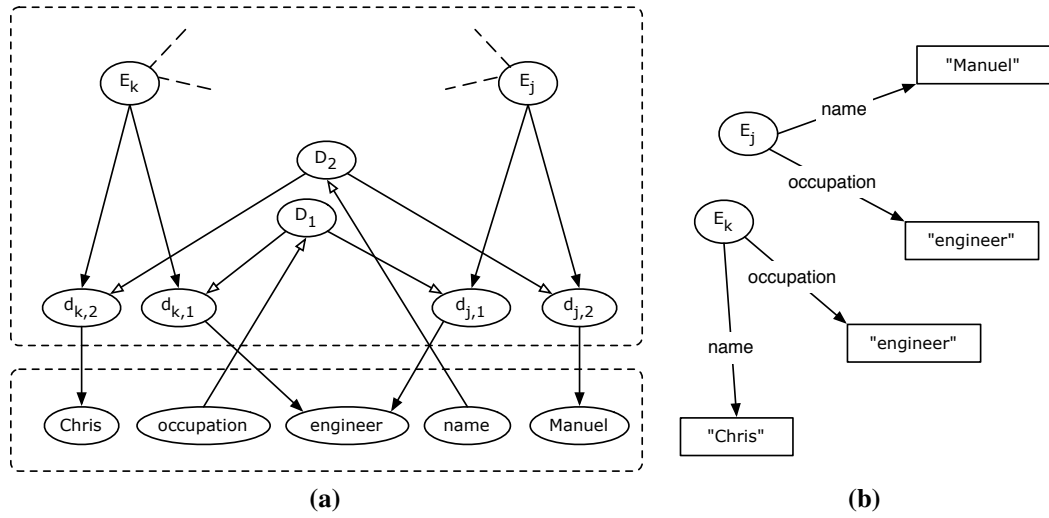 E_k
E_j
D_2
D_1
d_k,2
d_k,1
d_j,1
d_j,2
Chris
occupation
engineer
name
Manuel
(a)
"Manuel"
name
E_j
occupation
E_k
"engineer"
occupation
name
"engineer"
"Chris"
(b)